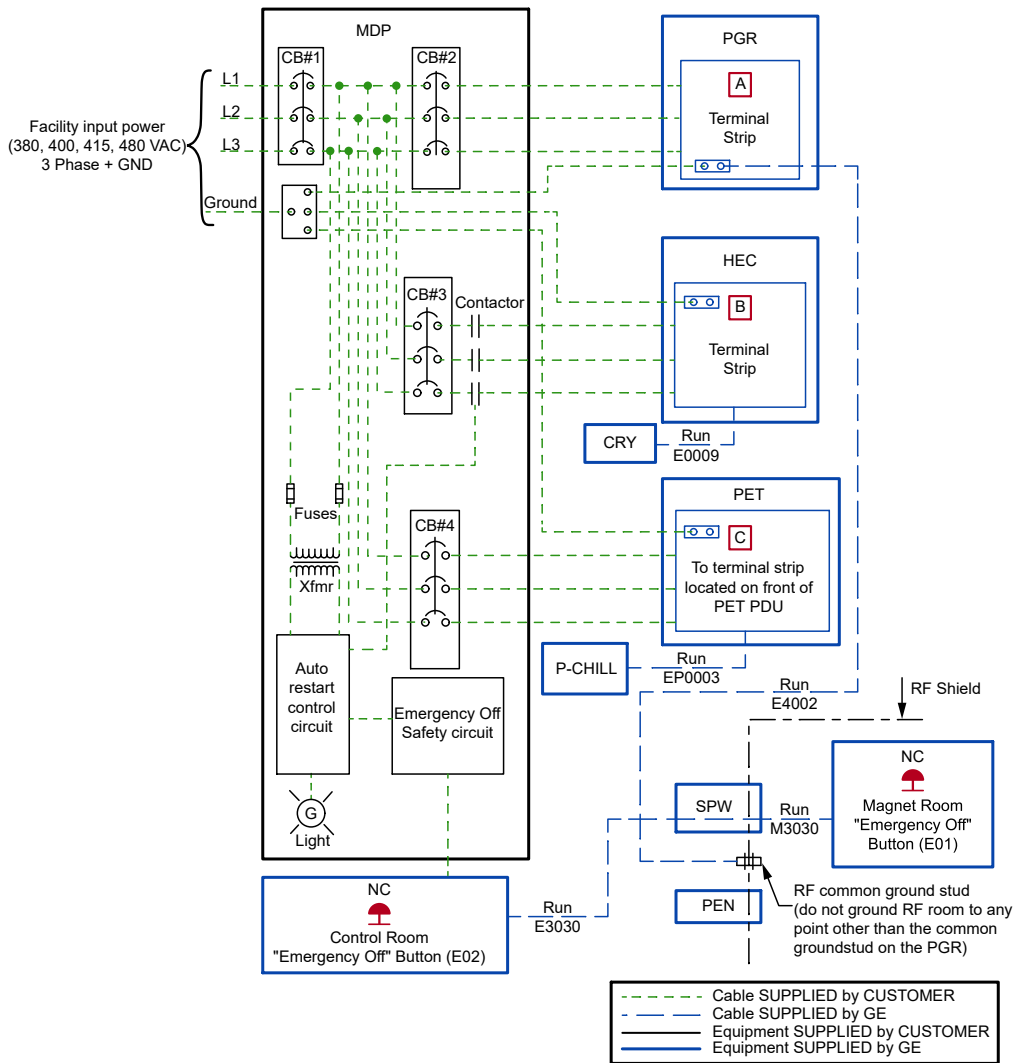 MDP
CB#1
CB#2
L1
L2
L3
Facility input power
(380, 400, 415, 480 VAC)
3 Phase + GND
Ground
PGR
A
Terminal
Strip
HEC
B
Terminal
Strip
CB#3
Contactor
CRY
Run
E0009
Fuses
Xfmr
CB#4
PET
C
To terminal strip
located on front of
PET PDU
P-CHILL
Run
EP0003
Run
E4002
RF Shield
Auto
restart
control
circuit
Emergency Off
Safety circuit
G
Light
SPW
Run
M3030
NC
Magnet Room
"Emergency Off"
Button (E01)
NC
Control Room
"Emergency Off" Button (E02)
Run
E3030
PEN
RF common ground stud
(do not ground RF room to any
point other than the common
groundstud on the PGR)
Cable SUPPLIED by CUSTOMER
Cable SUPPLIED by GE
Equipment SUPPLIED by CUSTOMER
Equipment SUPPLIED by GE